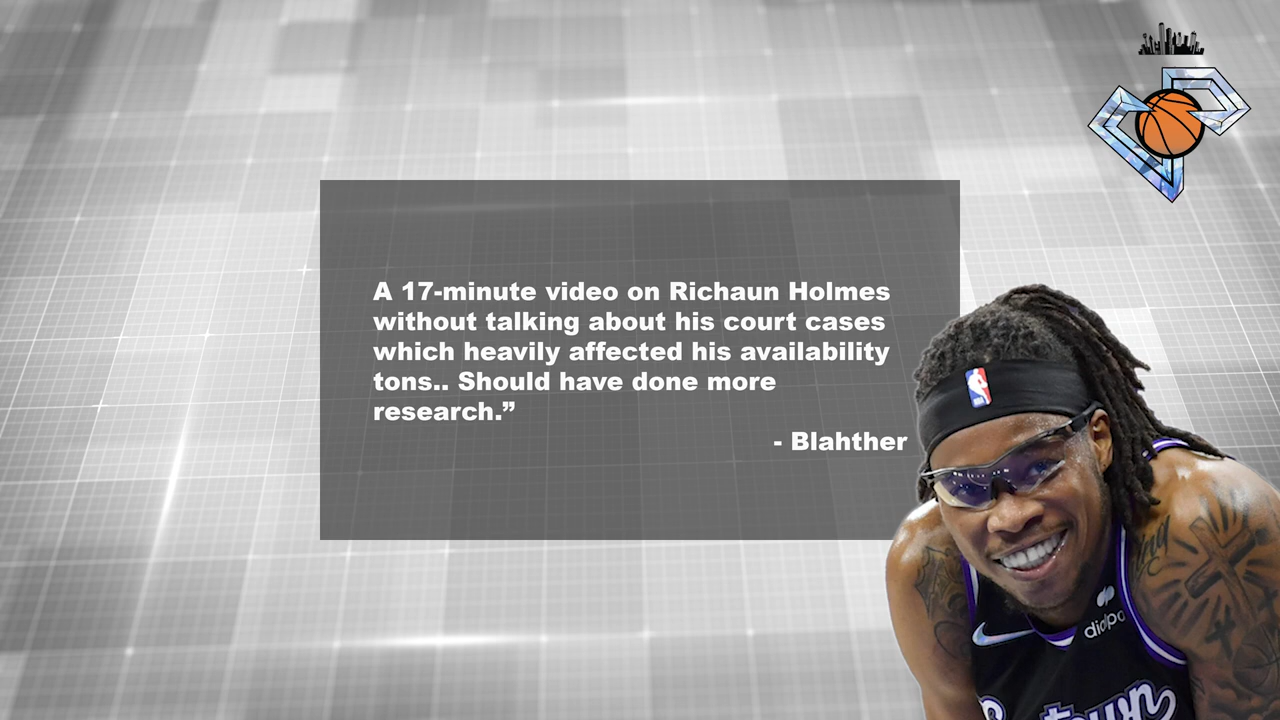 A 17-minute video on Richaun Holmes
without talking about his court cases
which heavily affected his availability
tons.. Should have done more
research.”
- Blahther